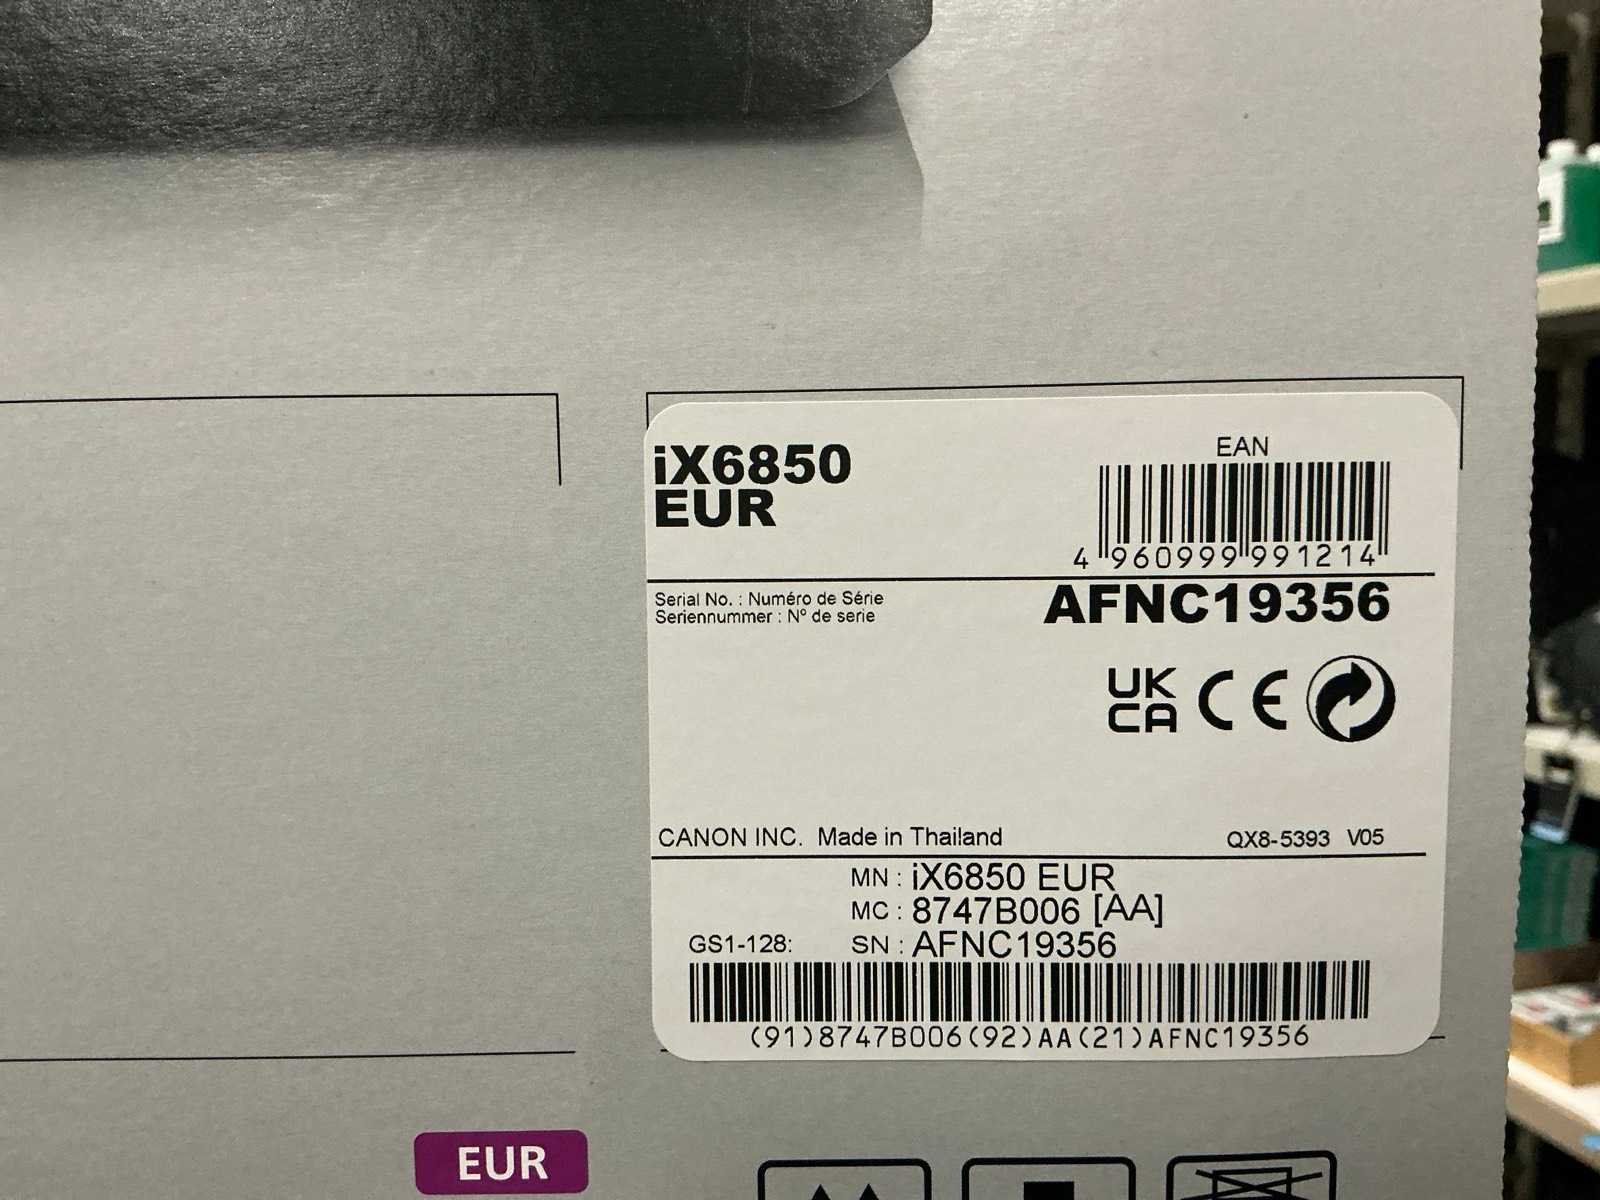 iX6850
EUR
EAN
4 960999 991214
Serial No. : Numéro de Série
Seriennummer : Nº de serie
AFNC19356
UK
CA
CE
CANON INC. Made in Thailand
QX8-5393 V05
MN : iX6850 EUR
MC : 8747B006 [AA]
GS1-128: SN : AFNC19356
(91)8747B006(92)AA(21)AFNC19356
EUR